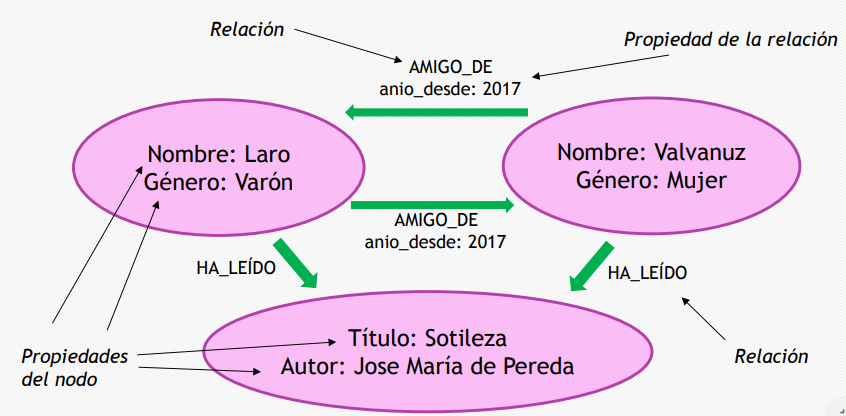 Relación
Propiedad de la relación
AMIGO_DE
anio_desde: 2017
Nombre: Laro
Género: Varón
Nombre: Valvanuz
Género: Mujer
AMIGO_DE
anio_desde: 2017
HA_LEÍDO
HA_LEÍDO
Título: Sotileza
Autor: Jose María de Pereda
Propiedades
del nodo
Relación